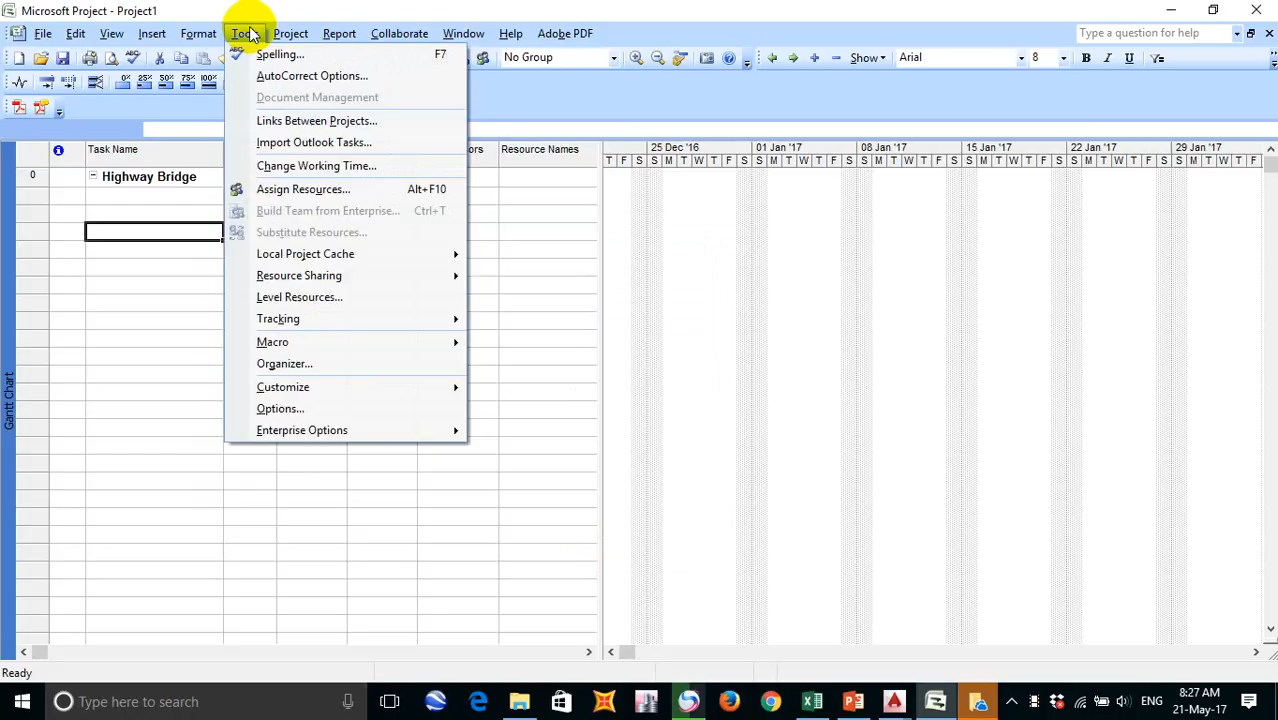 Microsoft Project - Project1
File Edit View Insert Format Tools Project Report Collaborate Window Help Adobe PDF
Type a question for help
No Group
Show
Arial
8
Spelling... F7
AutoCorrect Options...
Document Management
Links Between Projects...
Import Outlook Tasks...
Change Working Time...
Assign Resources... Alt+F10
Build Team from Enterprise... Ctrl+T
Substitute Resources...
Local Project Cache
Resource Sharing
Level Resources...
Tracking
Macro
Organizer...
Customize
Options...
Enterprise Options
Task Name
Resource Names
25 Dec '16 01 Jan '17 08 Jan '17 15 Jan '17 22 Jan '17 29 Jan '17
T F S S M T W T F S S M T W T F S S M T W T F S S M T W T F S S M T W T F S S M T W T F
0 Highway Bridge
Gantt Chart
Ready
Type here to search
ENG
8:27 AM
21-May-17